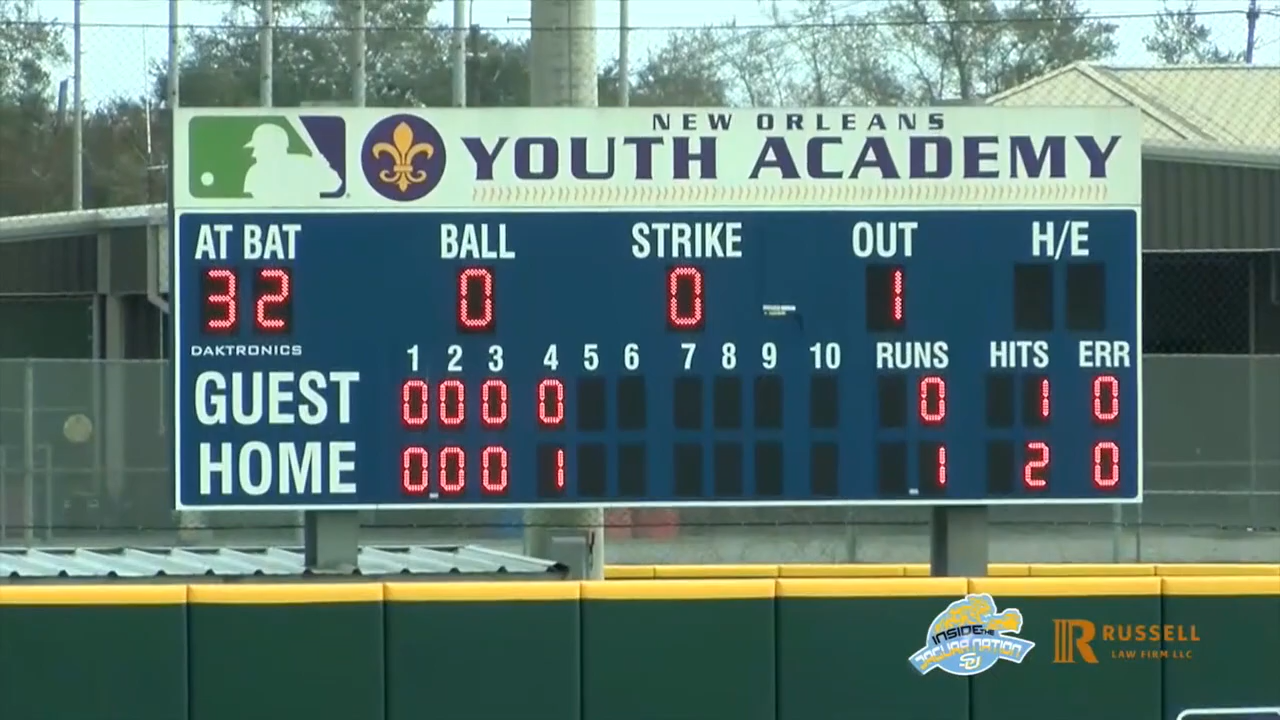 NEW ORLEANS
YOUTH ACADEMY
AT BAT BALL STRIKE OUT H/E
32 0 0 1
DAKTRONICS
1 2 3 4 5 6 7 8 9 10 RUNS HITS ERR
GUEST 0 0 0 0 0 1 0
HOME 0 0 0 1 1 2 0
INSIDE THE
JAGUAR NATION
SU
R RUSSELL
LAW FIRM LLC